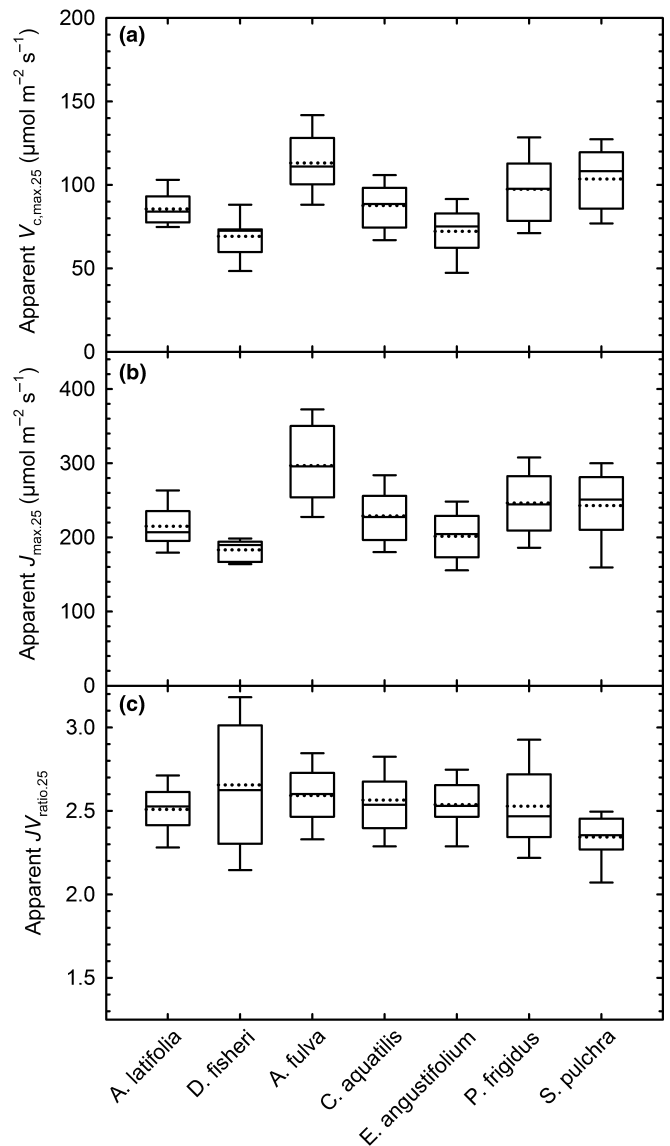 (a)
200
150
100
50
0
Apparent Vc,max.25 (μmol m−2 s−1)
(b)
400
300
200
100
0
Apparent Jmax.25 (μmol m−2 s−1)
(c)
3.0
2.5
2.0
1.5
Apparent JVratio.25
A. latifolia
D. fisheri
A. fulva
C. aquatilis
E. angustifolium
P. frigidus
S. pulchra